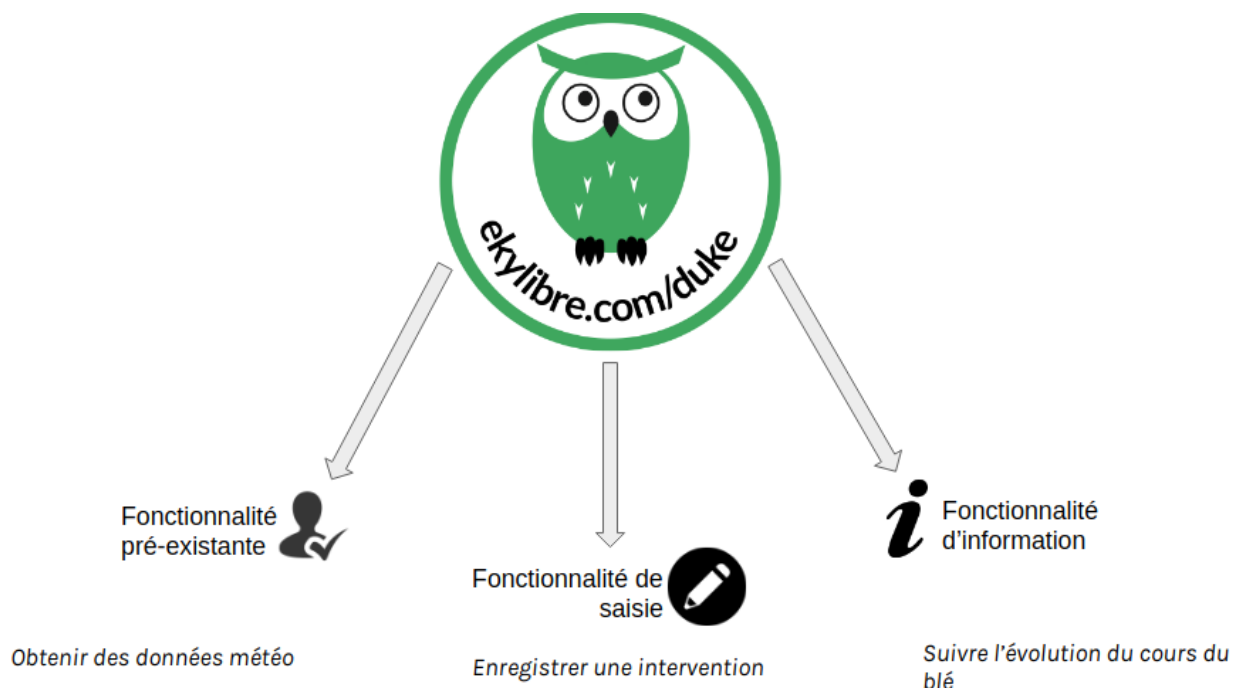 ekylibre.com/duke
Fonctionnalité
pré-existante
Obtenir des données météo
Fonctionnalité de
saisie
Enregistrer une intervention
Fonctionnalité
d'information
Suivre l'évolution du cours du
blé